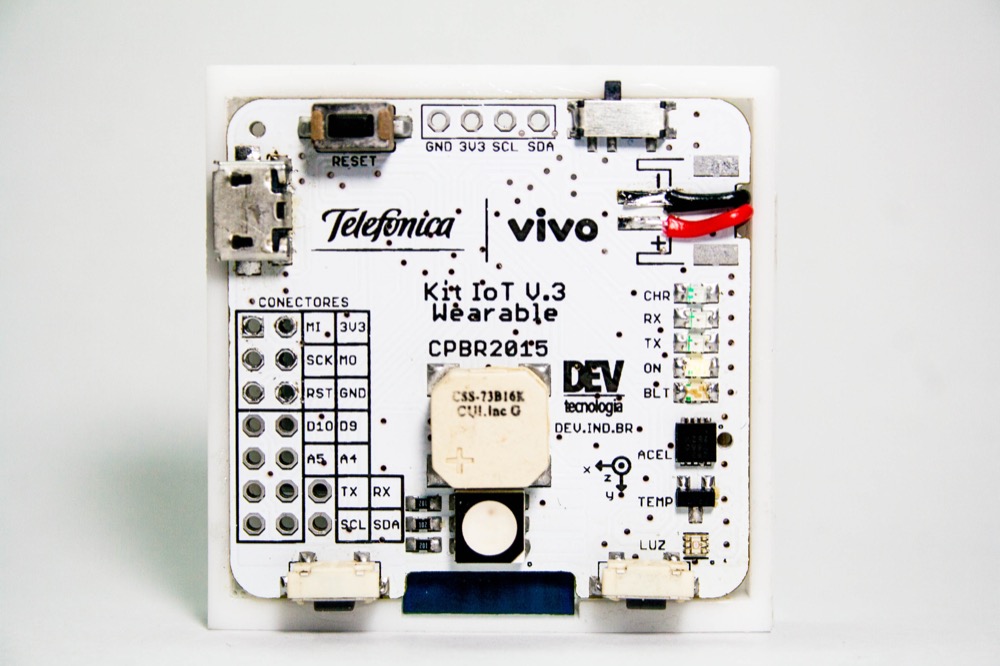 RESET
GND 3V3 SCL SDA
Telefonica
vivo
-
+
Kit IoT V.3
Wearable
CPBR2015
CONECTORES
MI 3V3
SCK MO
RST GND
D10 D9
A5 A4
TX RX
SCL SDA
CSS-73B16K
CUI.Inc G
+
DEV
tecnologia
DEV.IND.BR
CHR
RX
TX
ON
BLT
ACEL
x
z
y
TEMP
LUZ